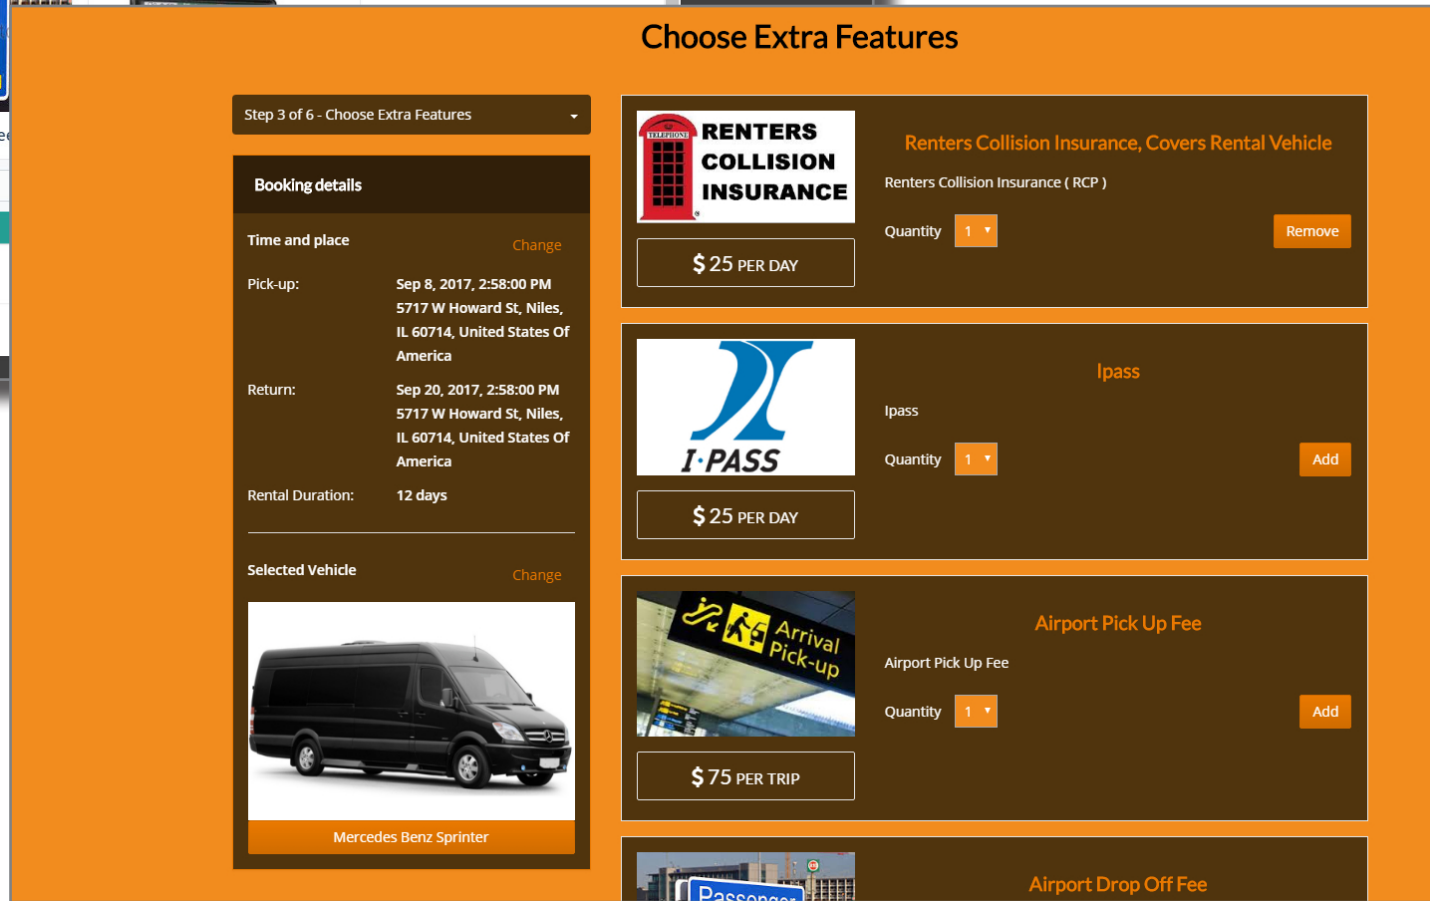 Choose Extra Features
Step 3 of 6 - Choose Extra Features
Booking details
Time and place
Change
Pick-up:
Sep 8, 2017, 2:58:00 PM
5717 W Howard St, Niles,
IL 60714, United States Of
America
Return:
Sep 20, 2017, 2:58:00 PM
5717 W Howard St, Niles,
IL 60714, United States Of
America
Rental Duration:
12 days
Selected Vehicle
Change
Mercedes Benz Sprinter
TELEPHONE
RENTERS
COLLISION
INSURANCE
$ 25 PER DAY
Renters Collision Insurance, Covers Rental Vehicle
Renters Collision Insurance ( RCP )
Quantity 1
Remove
I·PASS
$ 25 PER DAY
Ipass
Ipass
Quantity 1
Add
Arrival
Pick-up
$ 75 PER TRIP
Airport Pick Up Fee
Airport Pick Up Fee
Quantity 1
Add
Passenger
Airport Drop Off Fee